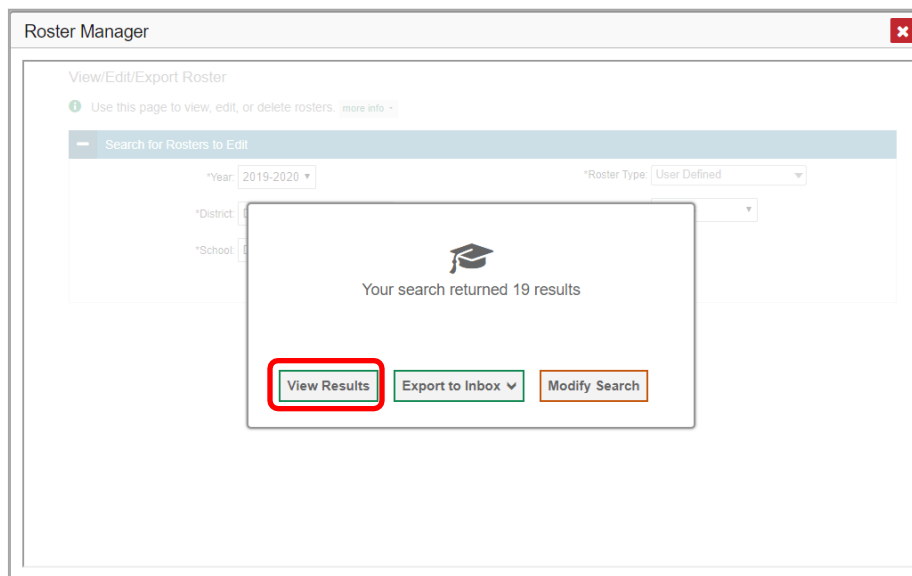 Roster Manager
View/Edit/Export Roster
Use this page to view, edit, or delete rosters. more info
Search for Rosters to Edit
*Year: 2019-2020
*Roster Type: User Defined
*District:
*School:
Your search returned 19 results
View Results
Export to Inbox
Modify Search